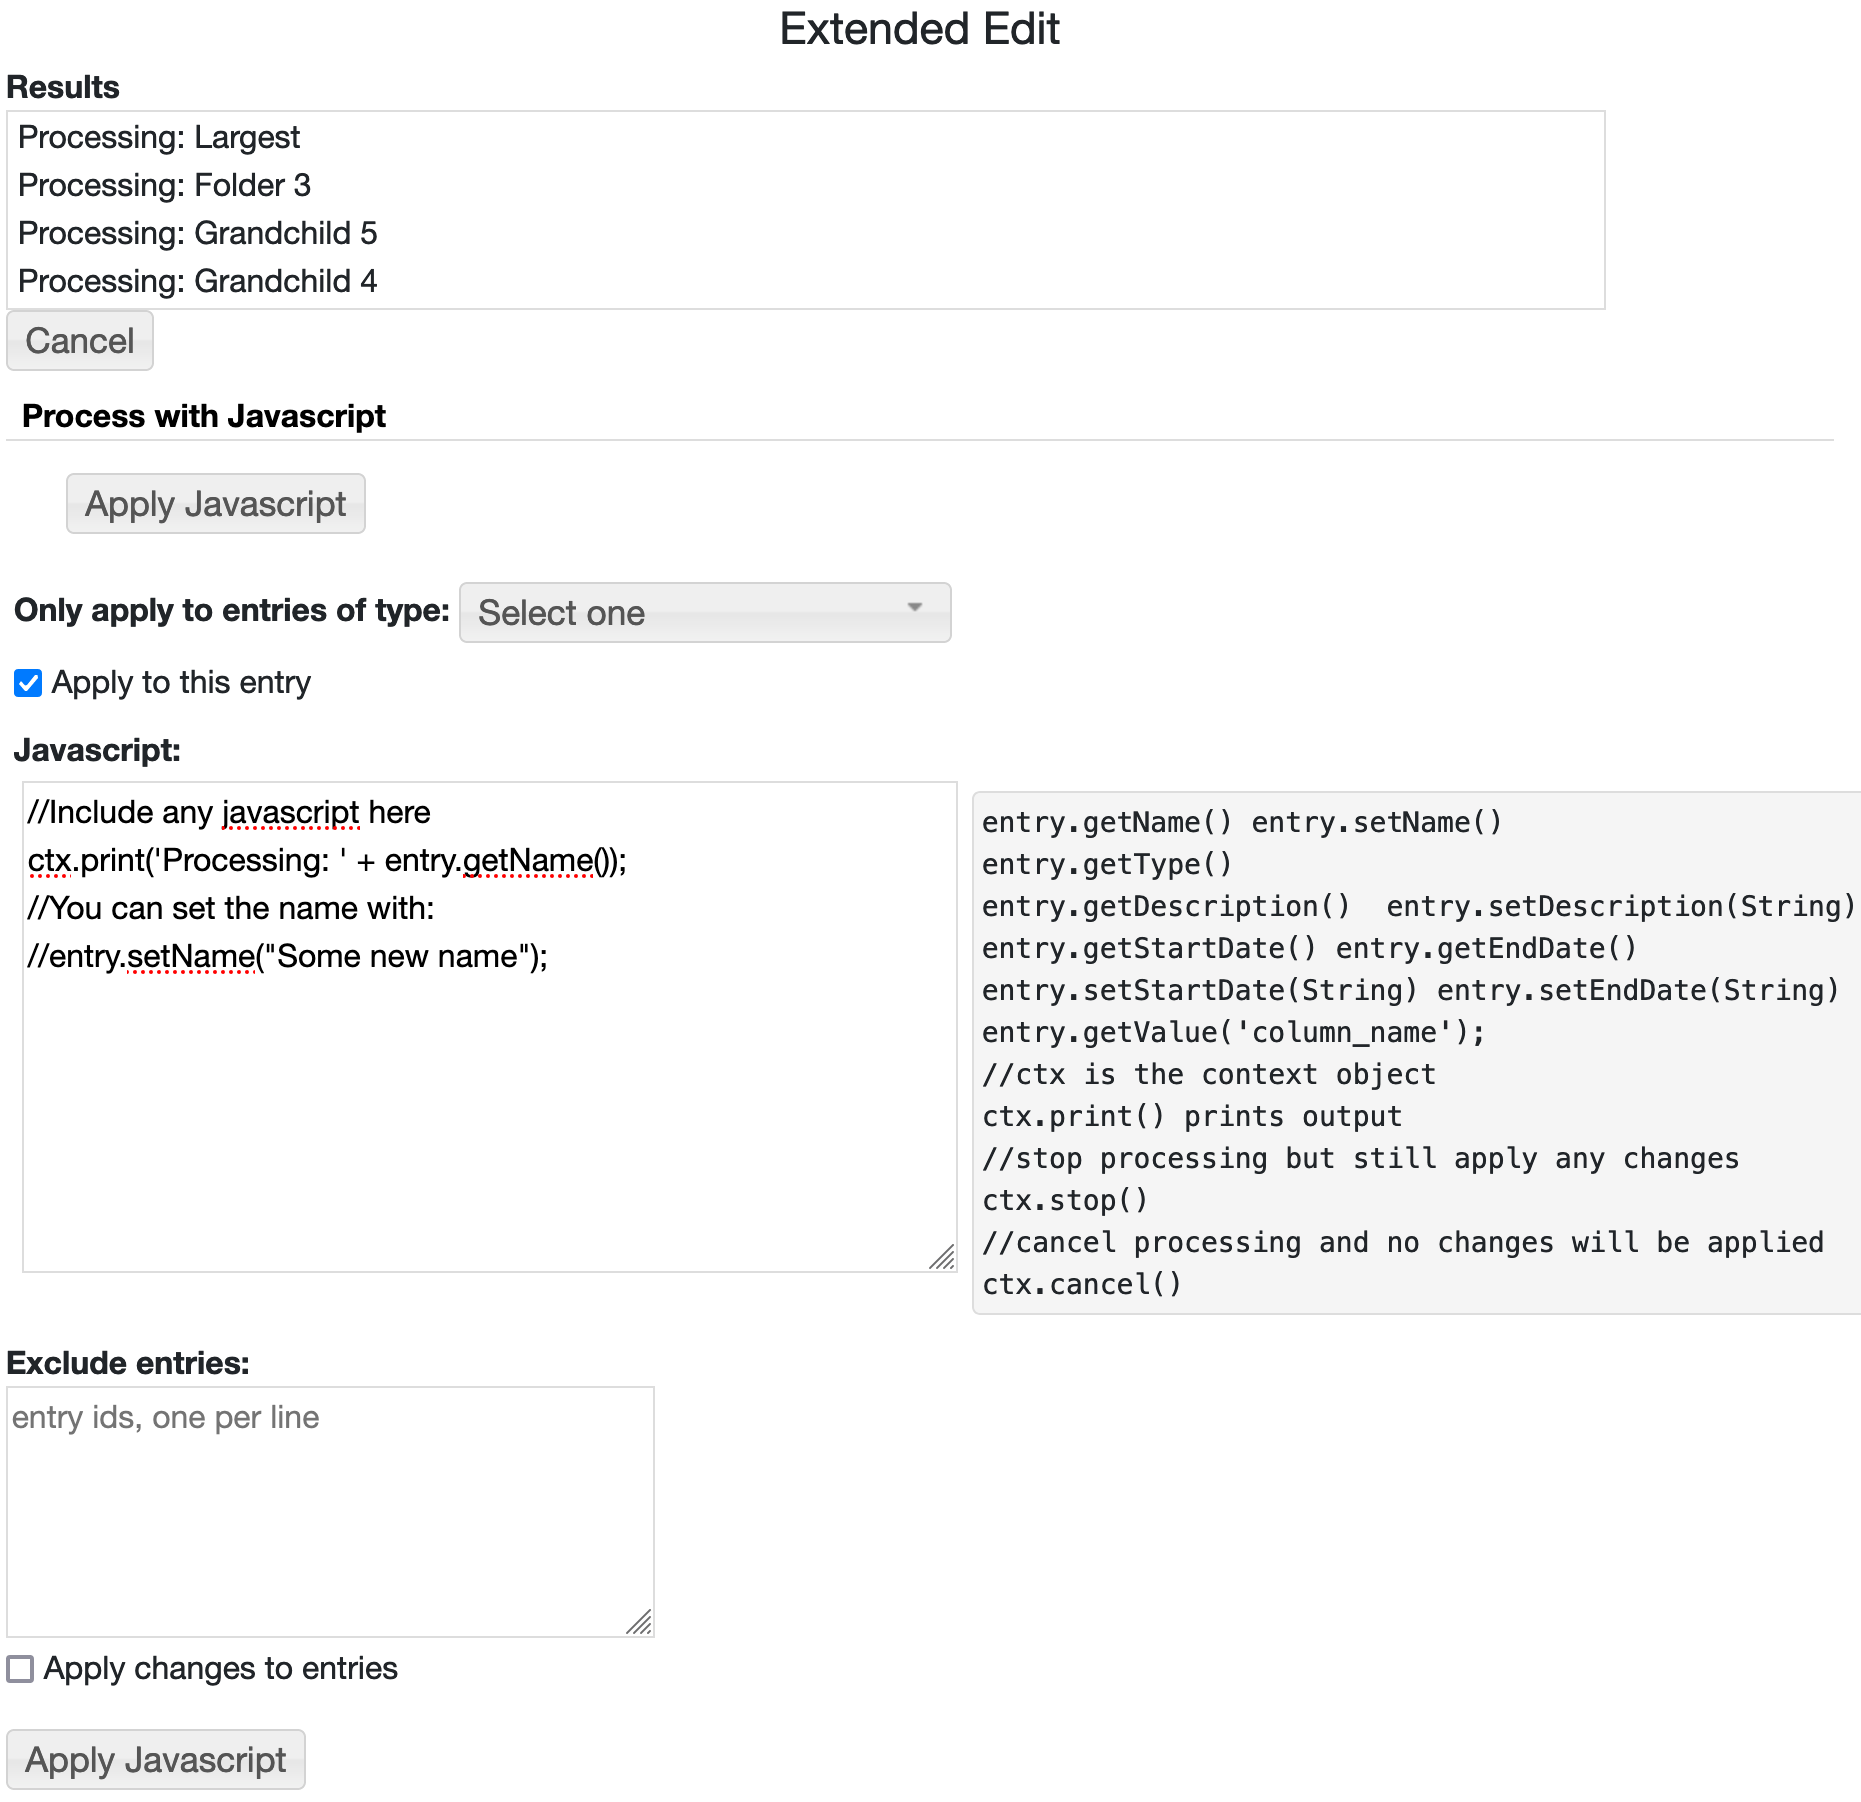 Extended Edit
Results
Processing: Largest
Processing: Folder 3
Processing: Grandchild 5
Processing: Grandchild 4
Cancel
Process with Javascript
Apply Javascript
Only apply to entries of type: Select one
Apply to this entry
Javascript:
//Include any javascript here
ctx.print('Processing: ' + entry.getName());
//You can set the name with:
//entry.setName("Some new name");
entry.getName() entry.setName()
entry.getType()
entry.getDescription()  entry.setDescription(String)
entry.getStartDate() entry.getEndDate()
entry.setStartDate(String) entry.setEndDate(String)
entry.getValue('column_name');
//ctx is the context object
ctx.print() prints output
//stop processing but still apply any changes
ctx.stop()
//cancel processing and no changes will be applied
ctx.cancel()
Exclude entries:
entry ids, one per line
Apply changes to entries
Apply Javascript